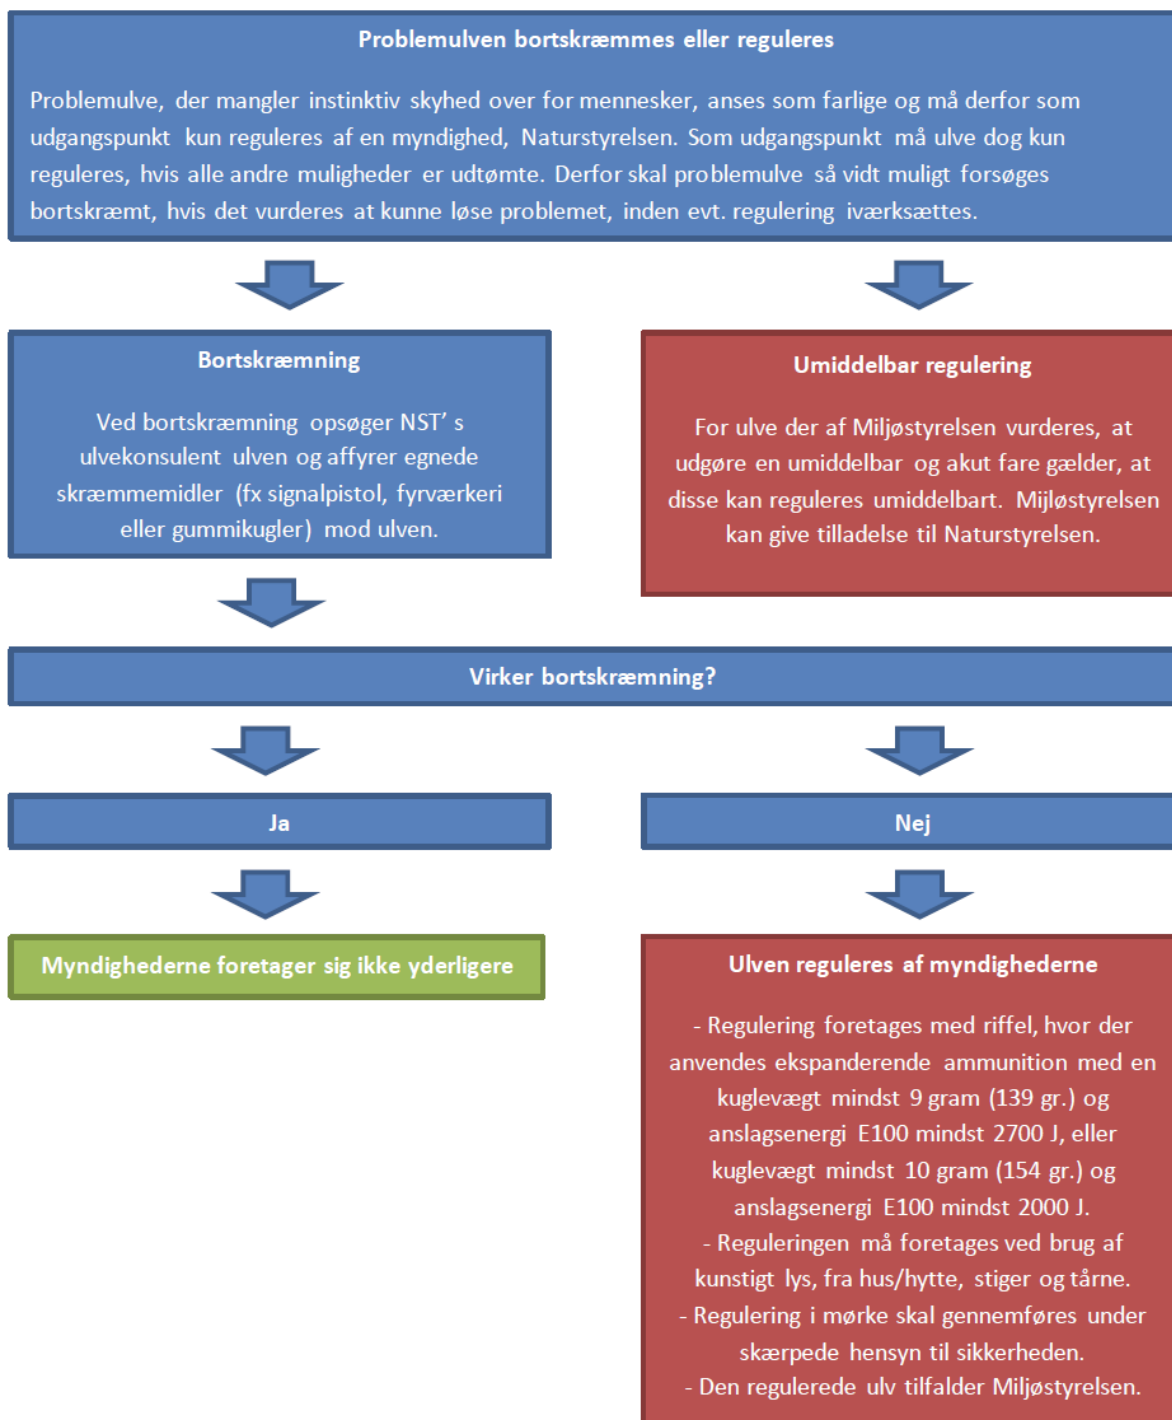 Problemulven bortskræmmes eller reguleres
Problemulve, der mangler instinktiv skyhed over for mennesker, anses som farlige og må derfor som
udgangspunkt kun reguleres af en myndighed, Naturstyrelsen. Som udgangspunkt må ulve dog kun
reguleres, hvis alle andre muligheder er udtømte. Derfor skal problemulve så vidt muligt forsøges
bortskræmt, hvis det vurderes at kunne løse problemet, inden evt. regulering iværksættes.
Bortskræmning
Ved bortskræmning opsøger NST' s
ulvekonsulent ulven og affyrer egnede
skræmmemidler (fx signalpistol, fyrværkeri
eller gummikugler) mod ulven.
Umiddelbar regulering
For ulve der af Miljøstyrelsen vurderes, at
udgøre en umiddelbar og akut fare gælder, at
disse kan reguleres umiddelbart. Mijløstyrelsen
kan give tilladelse til Naturstyrelsen.
Virker bortskræmning?
Ja
Nej
Myndighederne foretager sig ikke yderligere
Ulven reguleres af myndighederne
- Regulering foretages med riffel, hvor der
anvendes ekspanderende ammunition med en
kuglevægt mindst 9 gram (139 gr.) og
anslagsenergi E100 mindst 2700 J, eller
kuglevægt mindst 10 gram (154 gr.) og
anslagsenergi E100 mindst 2000 J.
- Reguleringen må foretages ved brug af
kunstigt lys, fra hus/hytte, stiger og tårne.
- Regulering i mørke skal gennemføres under
skærpede hensyn til sikkerheden.
- Den regulerede ulv tilfalder Miljøstyrelsen.